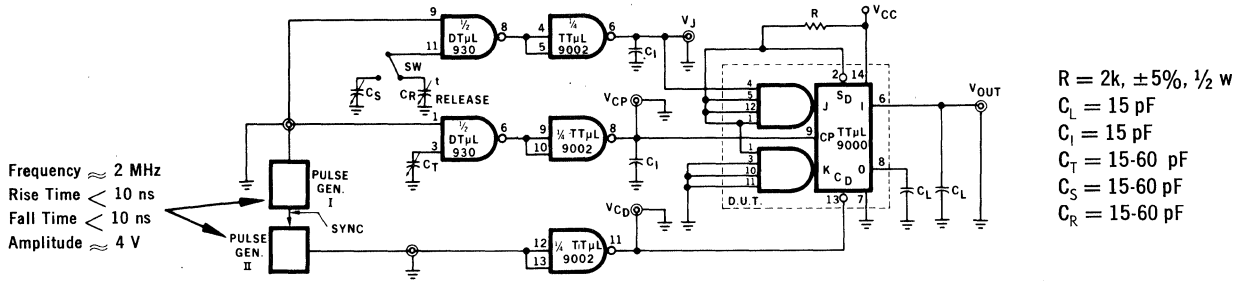 9
½
DTµL
930
8
11
SW
C_S
C_R
t
RELEASE
4
5
¼
TTµL
9002
6
C_I
V_J
R
V_CC
2
14
4
5
12
1
J
S_D
I
6
V_OUT
CP
9
TTµL
9000
1
3
10
11
K
C_D
O
8
13
7
D.U.T.
C_L
C_L
1
½
DTµL
930
6
3
C_T
9
10
¼ TTµL
9002
8
V_CP
C_I
V_CD
12
13
¼ TTµL
9002
11
PULSE
GEN.
I
SYNC
PULSE
GEN.
II
Frequency ≈ 2 MHz
Rise Time < 10 ns
Fall Time < 10 ns
Amplitude ≈ 4 V
R = 2k, ±5%, ½ w
C_L = 15 pF
C_I = 15 pF
C_T = 15-60 pF
C_S = 15-60 pF
C_R = 15-60 pF